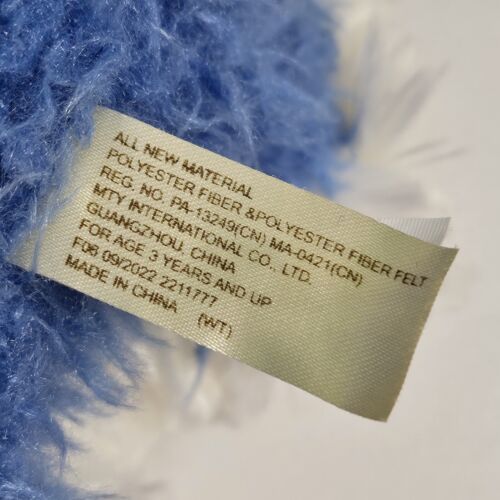 ALL NEW MATERIAL
POLYESTER FIBER &POLYESTER FIBER FELT
REG. NO. PA-13249(CN) MA-0421(CN)
MTY INTERNATIONAL CO., LTD.
GUANGZHOU, CHINA
FOR AGE 3 YEARS AND UP
F08 09/2022 2211777
MADE IN CHINA (WT)